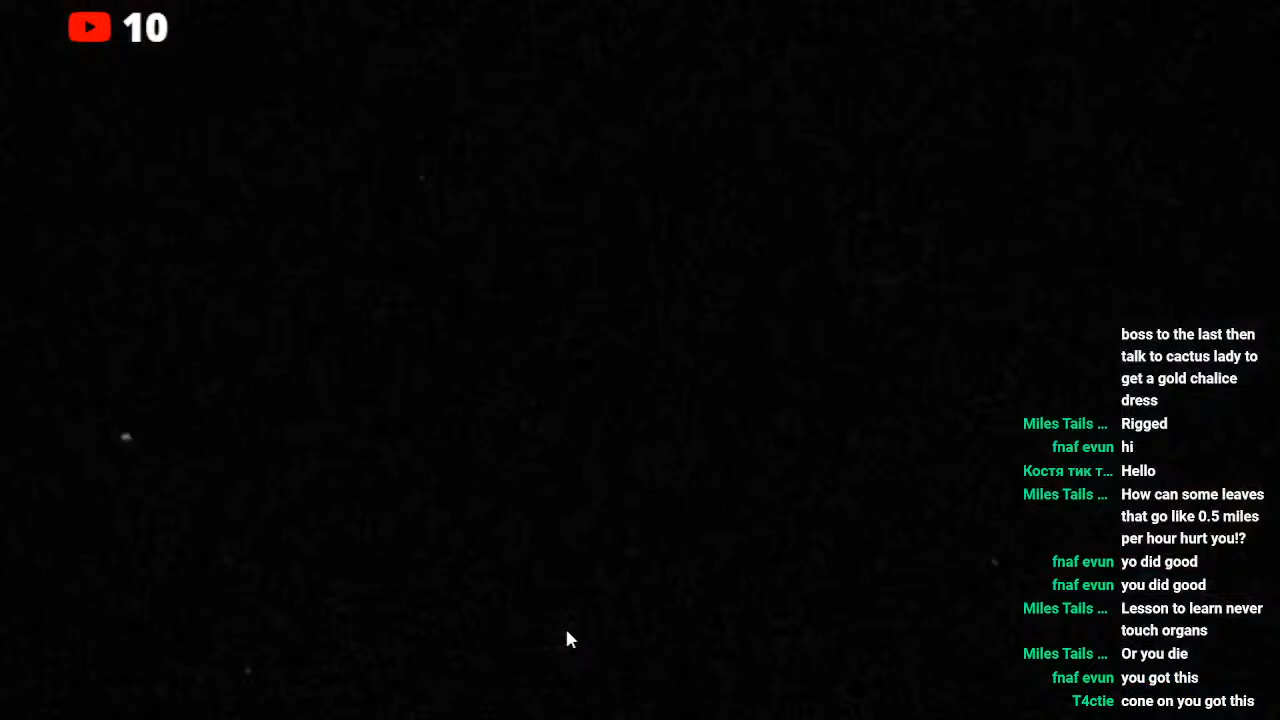 10
boss to the last then
talk to cactus lady to
get a gold chalice
dress
Miles Tails ... Rigged
fnaf evun hi
Костя тик т... Hello
Miles Tails ... How can some leaves
that go like 0.5 miles
per hour hurt you!?
fnaf evun yo did good
fnaf evun you did good
Miles Tails ... Lesson to learn never
touch organs
Miles Tails ... Or you die
fnaf evun you got this
T4ctie cone on you got this